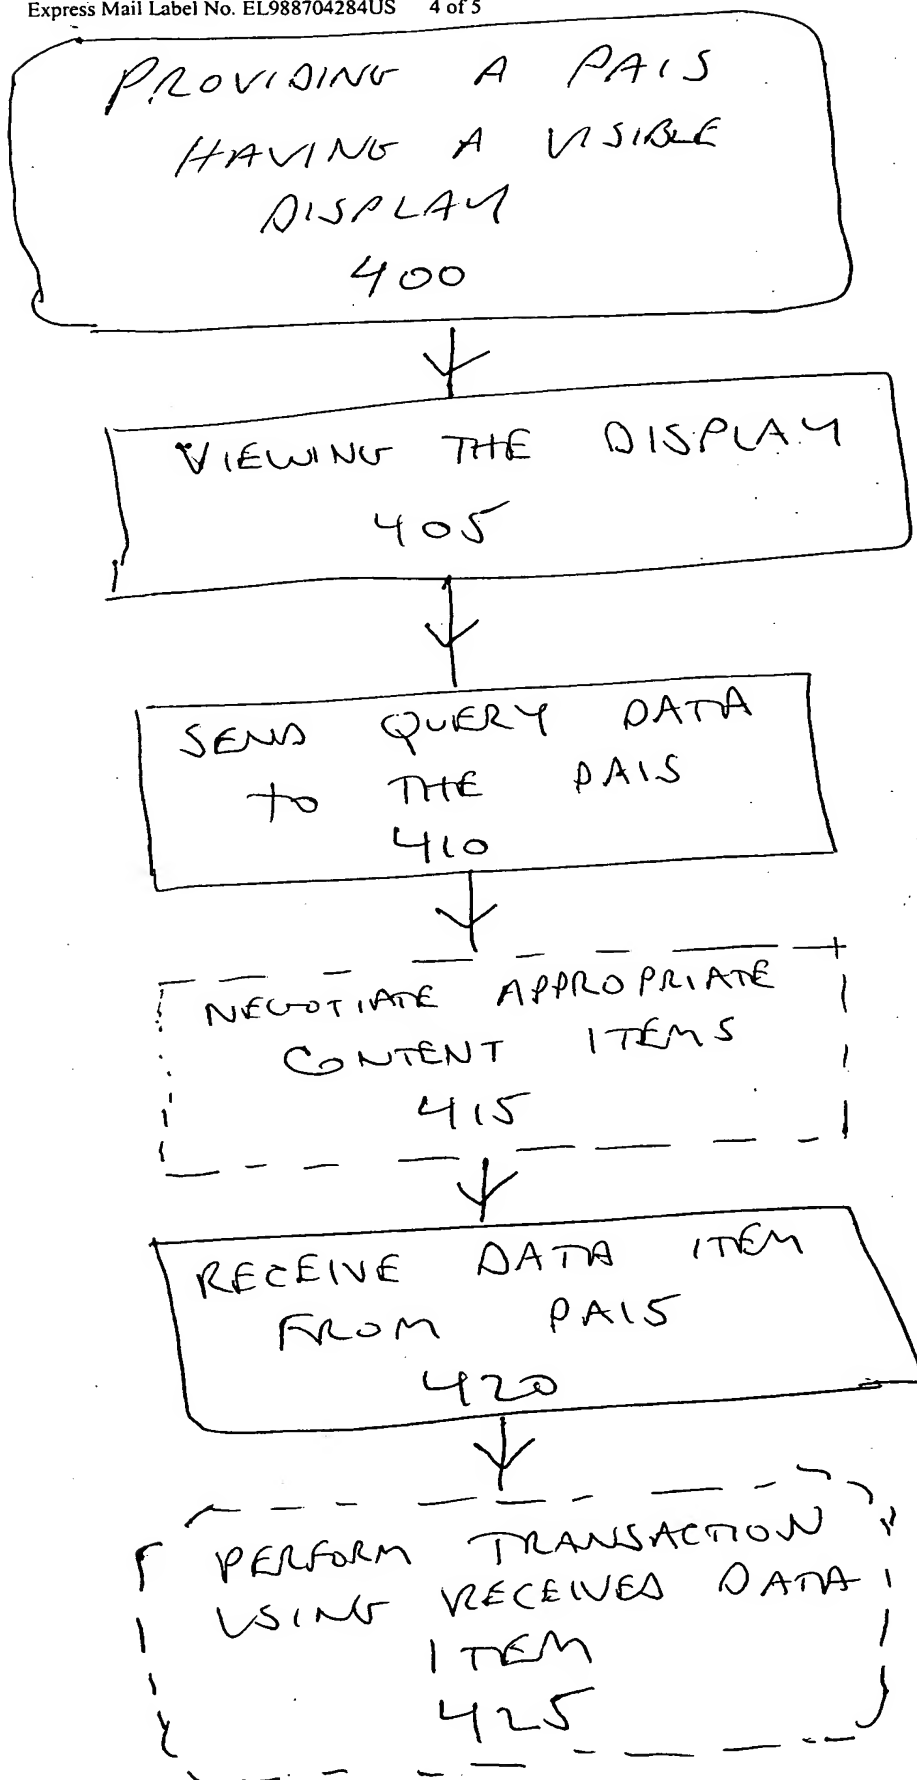 Express Mail Label No. EL988704284US 4 of 5
PROVIDING A PAIS
HAVING A VISIBLE
DISPLAY
400
VIEWING THE DISPLAY
405
SEND QUERY DATA
to THE PAIS
410
NEGOTIATE APPROPRIATE
CONTENT ITEMS
415
RECEIVE DATA ITEM
FROM PAIS
420
PERFORM TRANSACTION
USING RECEIVED DATA
ITEM
425